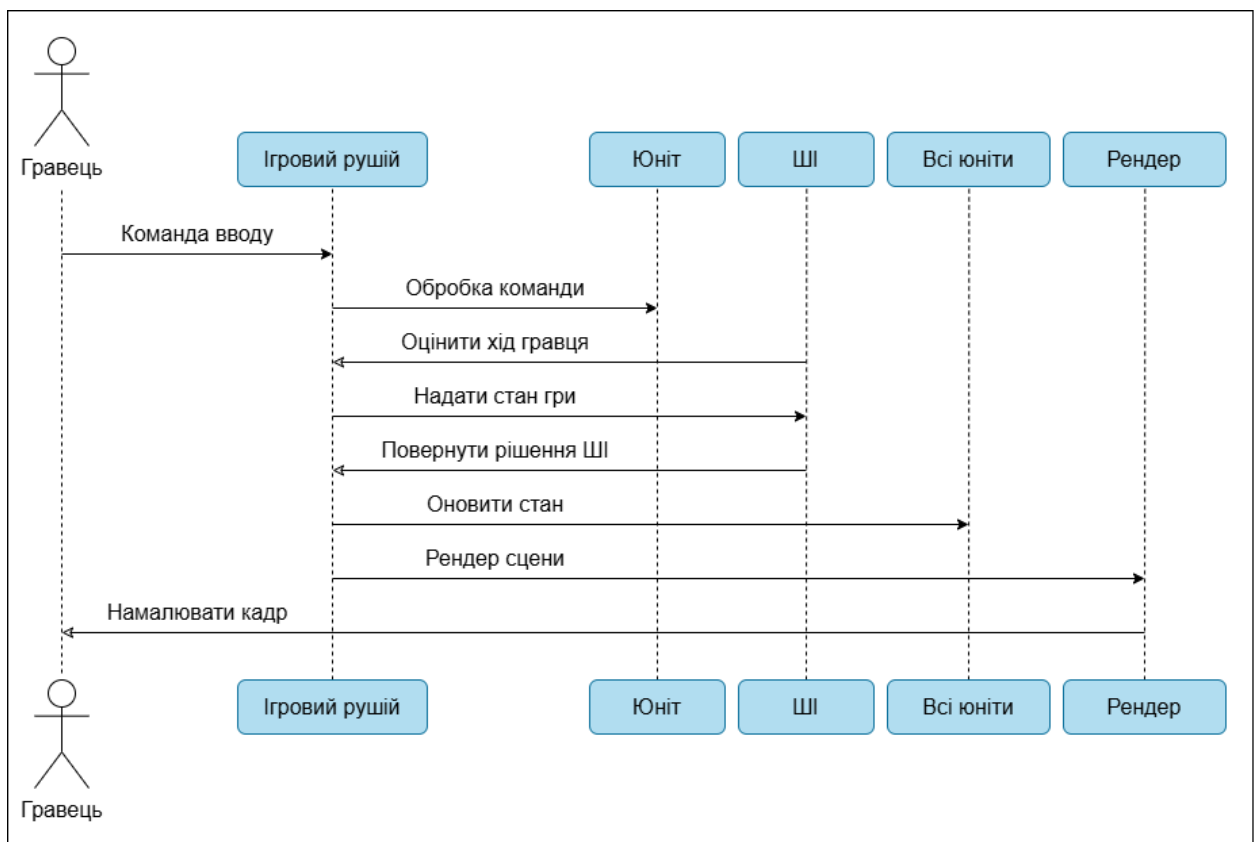 Гравець
Ігровий рушій
Юніт
ШІ
Всі юніти
Рендер
Команда вводу
Обробка команди
Оцінити хід гравця
Надати стан гри
Повернути рішення ШІ
Оновити стан
Рендер сцени
Намалювати кадр
Ігровий рушій
Юніт
ШІ
Всі юніти
Рендер
Гравець